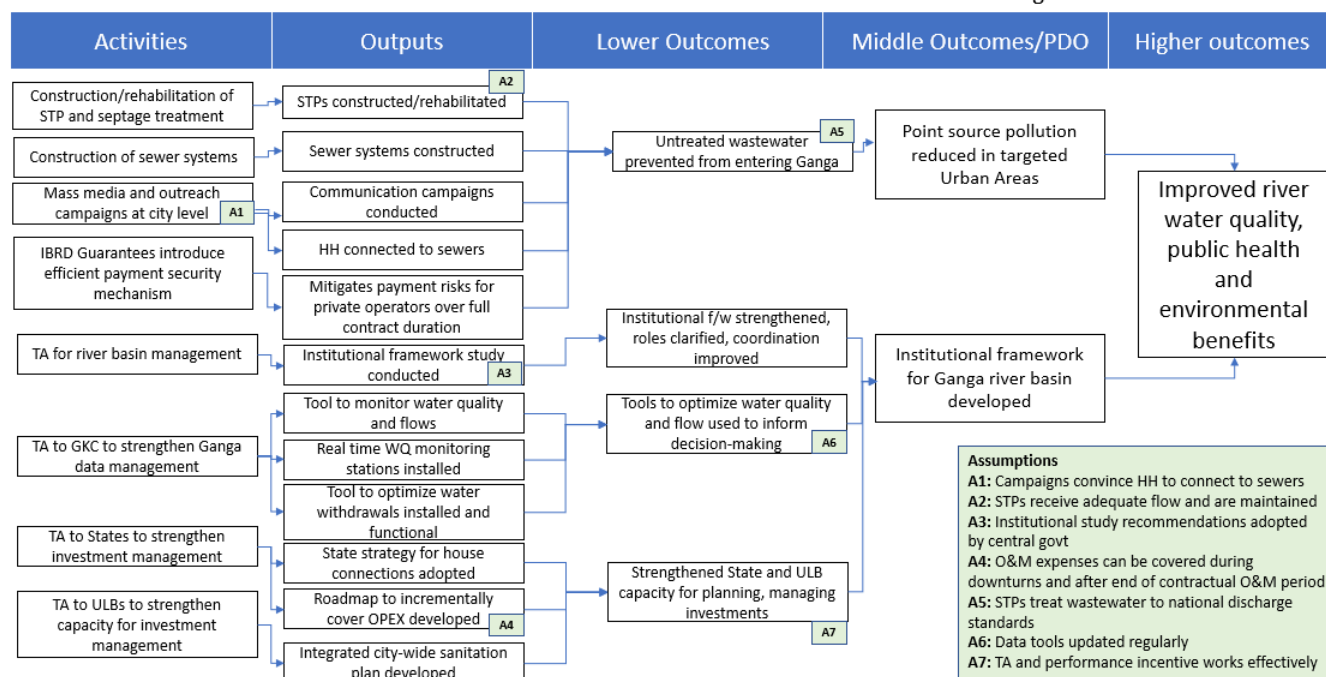 Activities
Outputs
Lower Outcomes
Middle Outcomes/PDO
Higher outcomes
Construction/rehabilitation of
STP and septage treatment
Construction of sewer systems
Mass media and outreach
campaigns at city level
A1
IBRD Guarantees introduce
efficient payment security
mechanism
TA for river basin management
TA to GKC to strengthen Ganga
data management
TA to States to strengthen
investment management
TA to ULBs to strengthen
capacity for investment
management
A2
STPs constructed/rehabilitated
Sewer systems constructed
Communication campaigns
conducted
HH connected to sewers
Mitigates payment risks for
private operators over full
contract duration
Institutional framework study
conducted
A3
Tool to monitor water quality
and flows
Real time WQ monitoring
stations installed
Tool to optimize water
withdrawals installed and
functional
State strategy for house
connections adopted
Roadmap to incrementally
cover OPEX developed
A4
Integrated city-wide sanitation
plan developed
A5
Untreated wastewater
prevented from entering Ganga
Institutional f/w strengthened,
roles clarified, coordination
improved
Tools to optimize water quality
and flow used to inform
decision-making
A6
Strengthened State and ULB
capacity for planning, managing
investments
A7
Point source pollution
reduced in targeted
Urban Areas
Institutional framework
for Ganga river basin
developed
Improved river
water quality,
public health
and
environmental
benefits
Assumptions
A1: Campaigns convince HH to connect to sewers
A2: STPs receive adequate flow and are maintained
A3: Institutional study recommendations adopted
by central govt
A4: O&M expenses can be covered during
downturns and after end of contractual O&M period
A5: STPs treat wastewater to national discharge
standards
A6: Data tools updated regularly
A7: TA and performance incentive works effectively